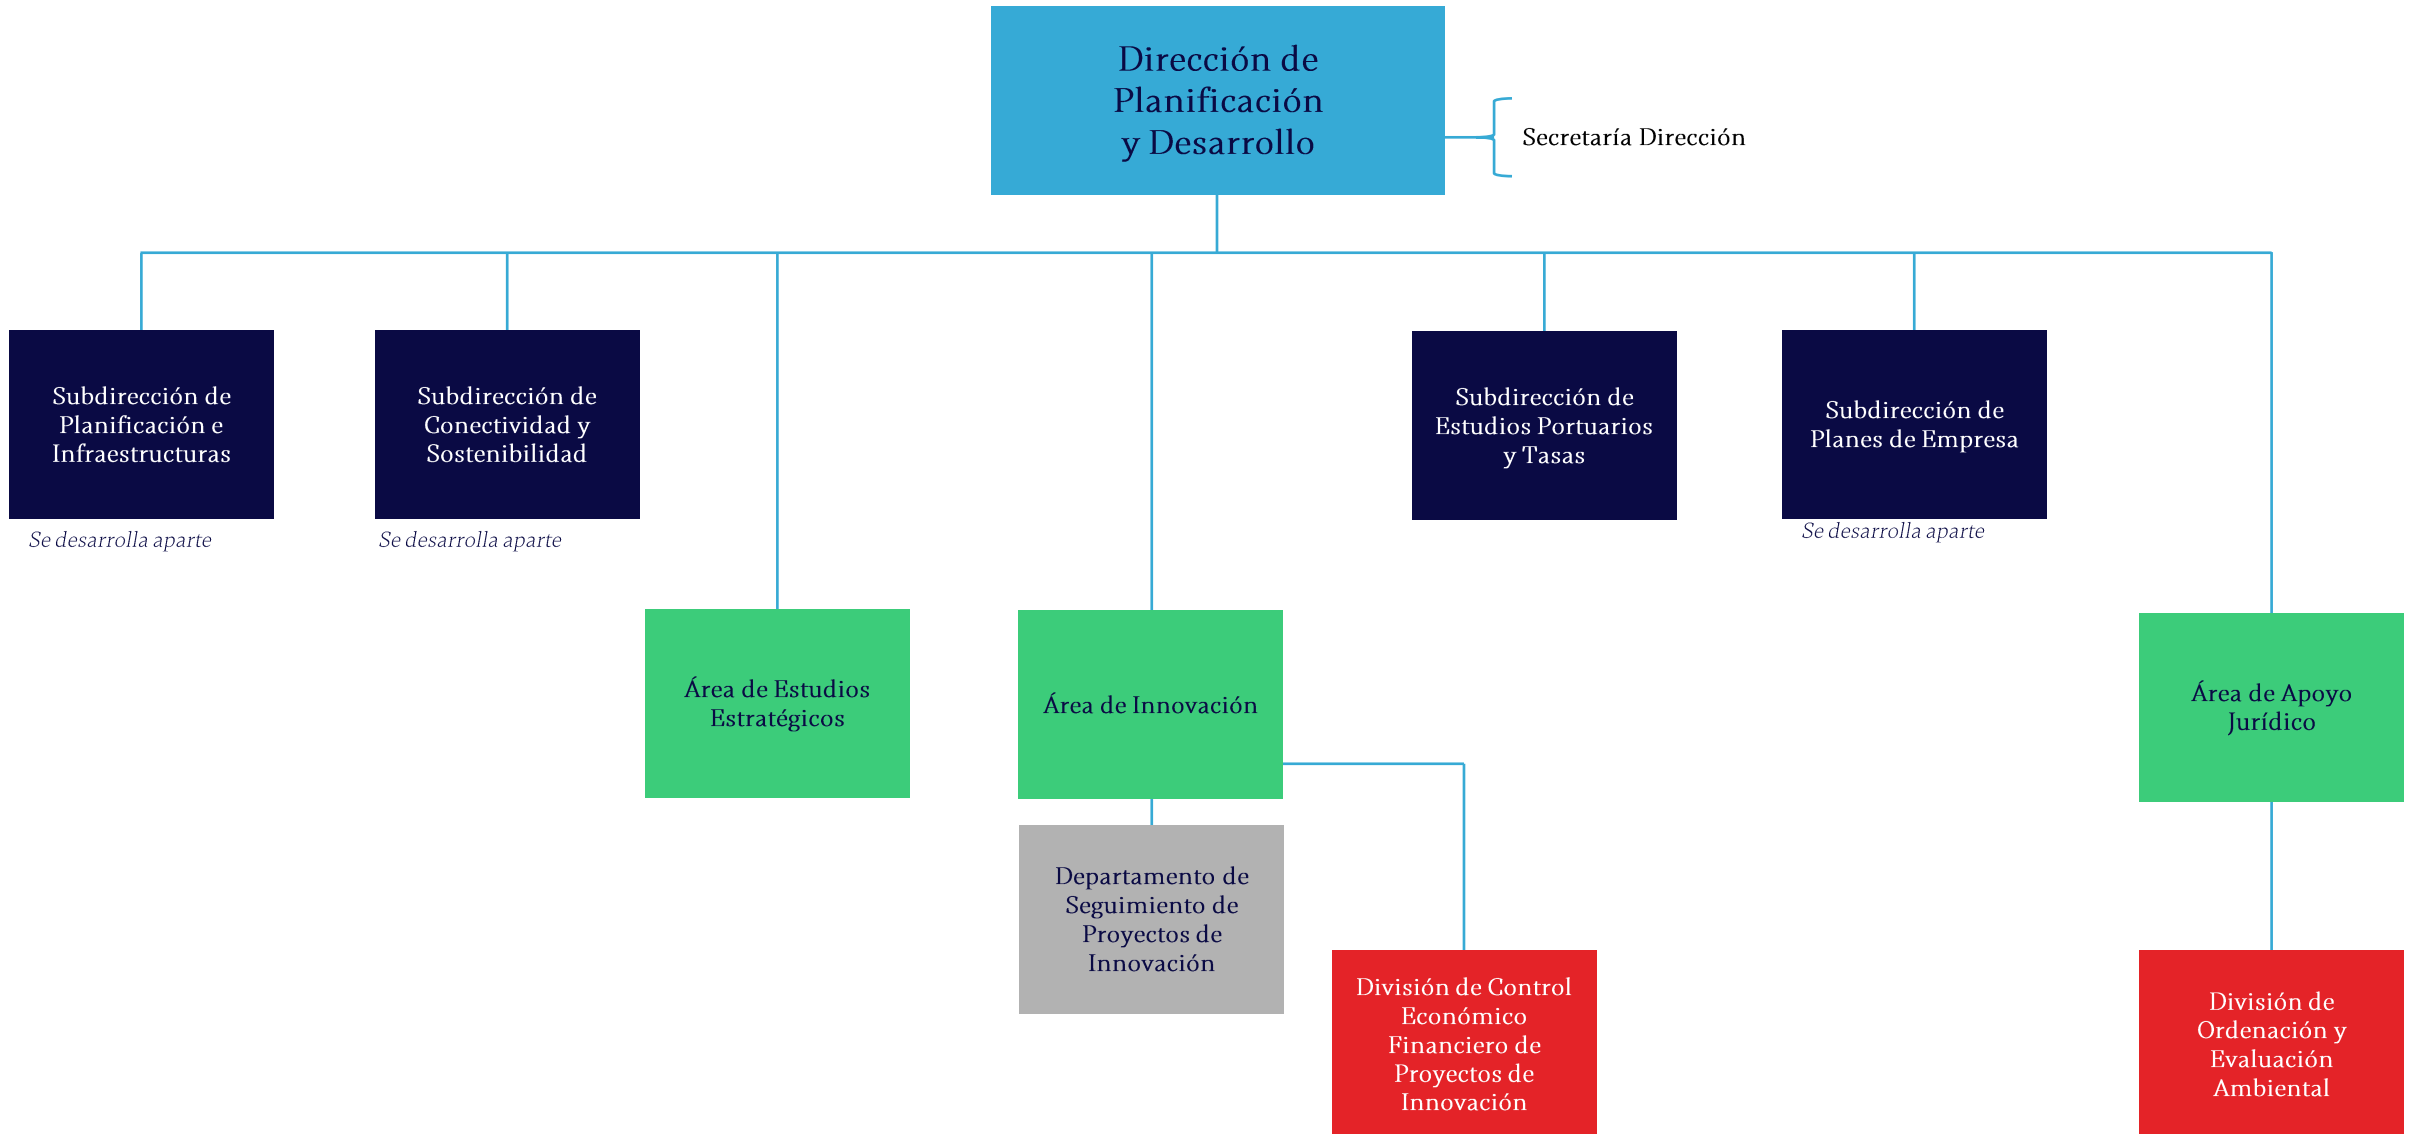 Dirección de
Planificación
y Desarrollo
Secretaría Dirección
Subdirección de
Planificación e
Infraestructuras
Se desarrolla aparte
Subdirección de
Conectividad y
Sostenibilidad
Se desarrolla aparte
Subdirección de
Estudios Portuarios
y Tasas
Subdirección de
Planes de Empresa
Se desarrolla aparte
Área de Estudios
Estratégicos
Área de Innovación
Área de Apoyo
Jurídico
Departamento de
Seguimiento de
Proyectos de
Innovación
División de Control
Económico
Financiero de
Proyectos de
Innovación
División de
Ordenación y
Evaluación
Ambiental